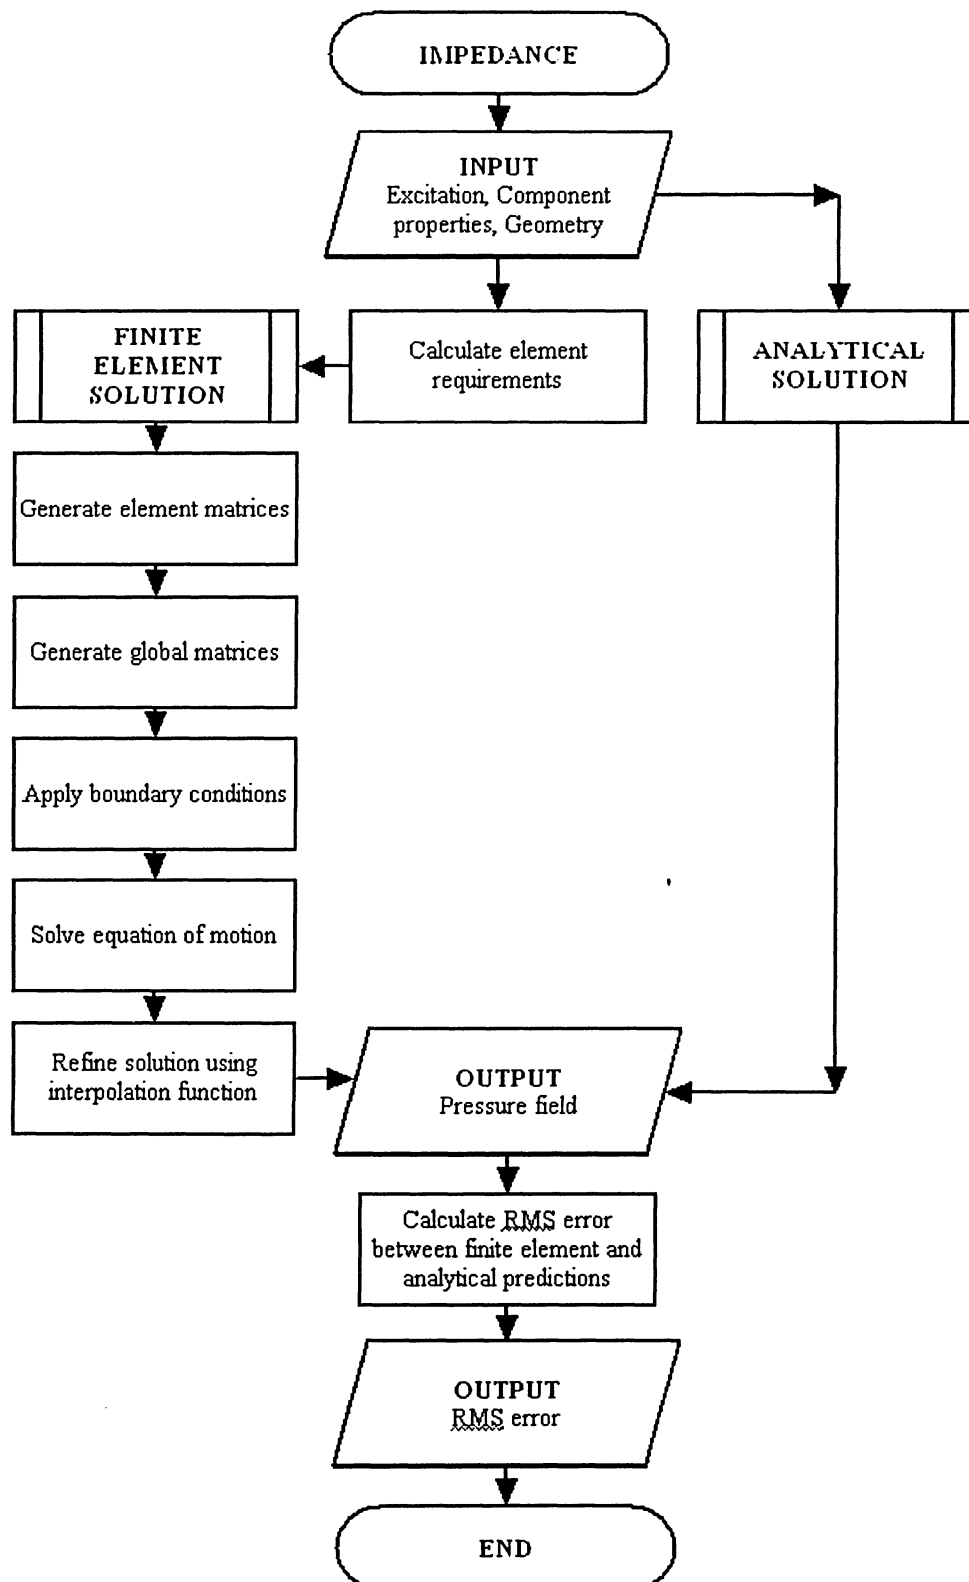 IMPEDANCE
INPUT
Excitation, Component
properties, Geometry
FINITE
ELEMENT
SOLUTION
Calculate element
requirements
ANALYTICAL
SOLUTION
Generate element matrices
Generate global matrices
Apply boundary conditions
Solve equation of motion
Refine solution using
interpolation function
OUTPUT
Pressure field
Calculate RMS error
between finite element and
analytical predictions
OUTPUT
RMS error
END